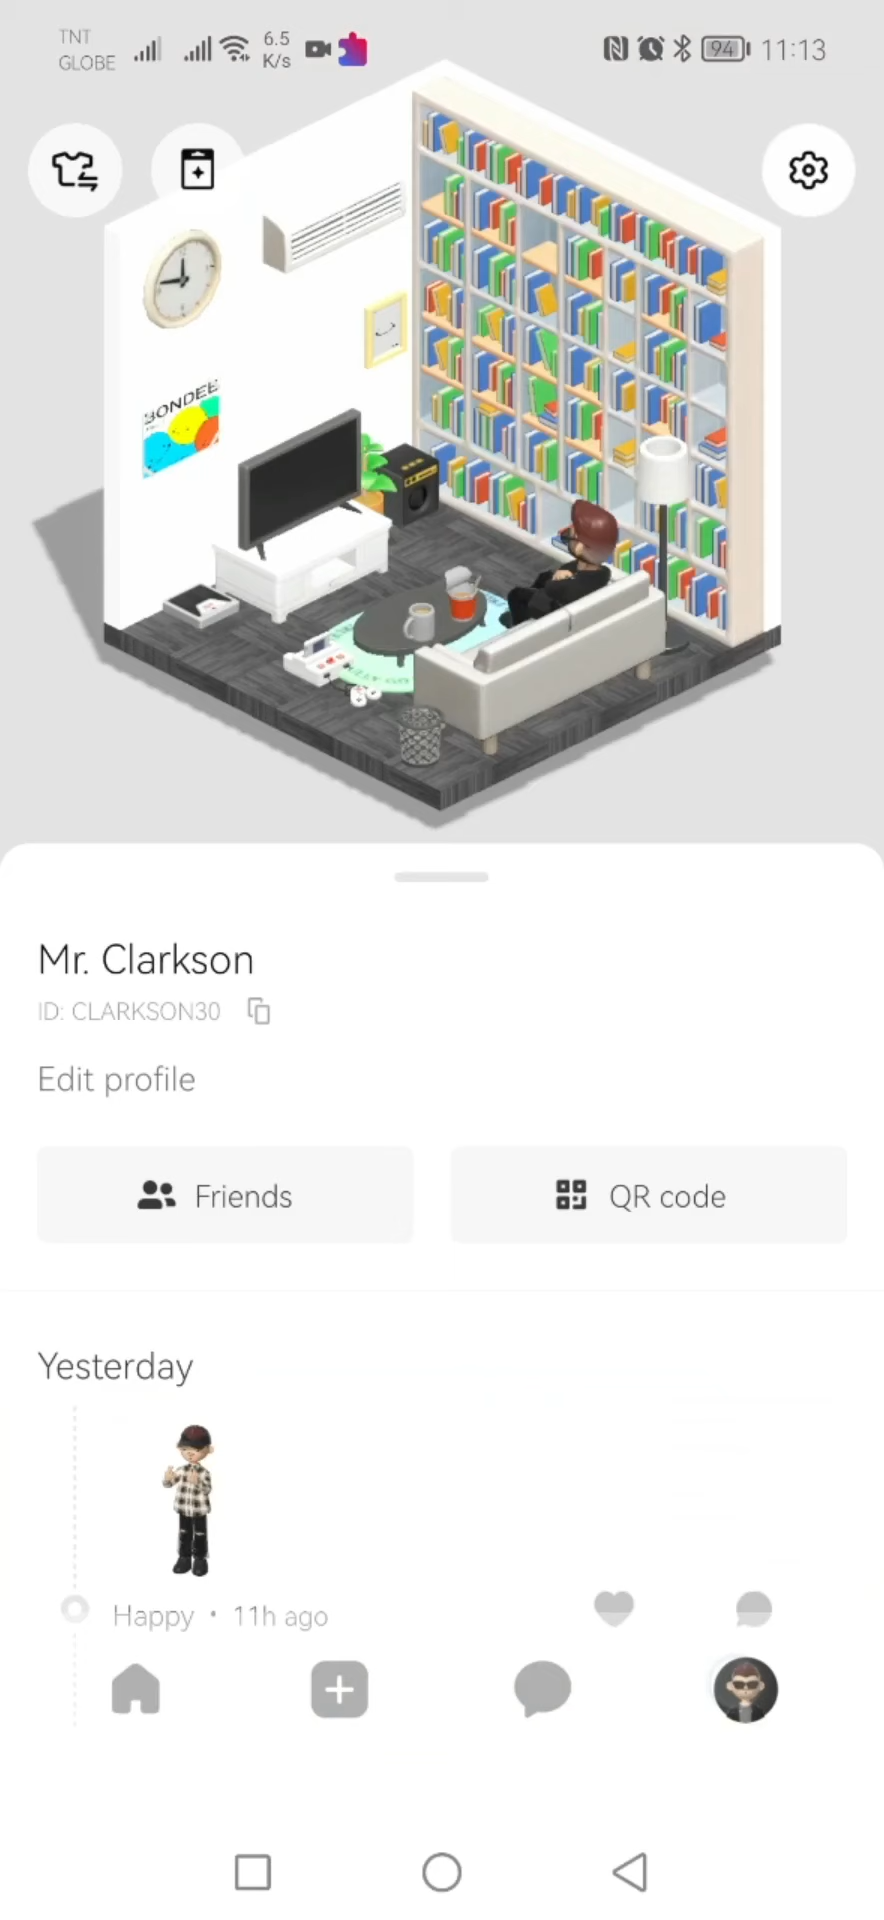 TNT
GLOBE
6.5
K/s
94
11:13
BONDEE
Mr. Clarkson
ID: CLARKSON30
Edit profile
Friends
QR code
Yesterday
Happy • 11h ago